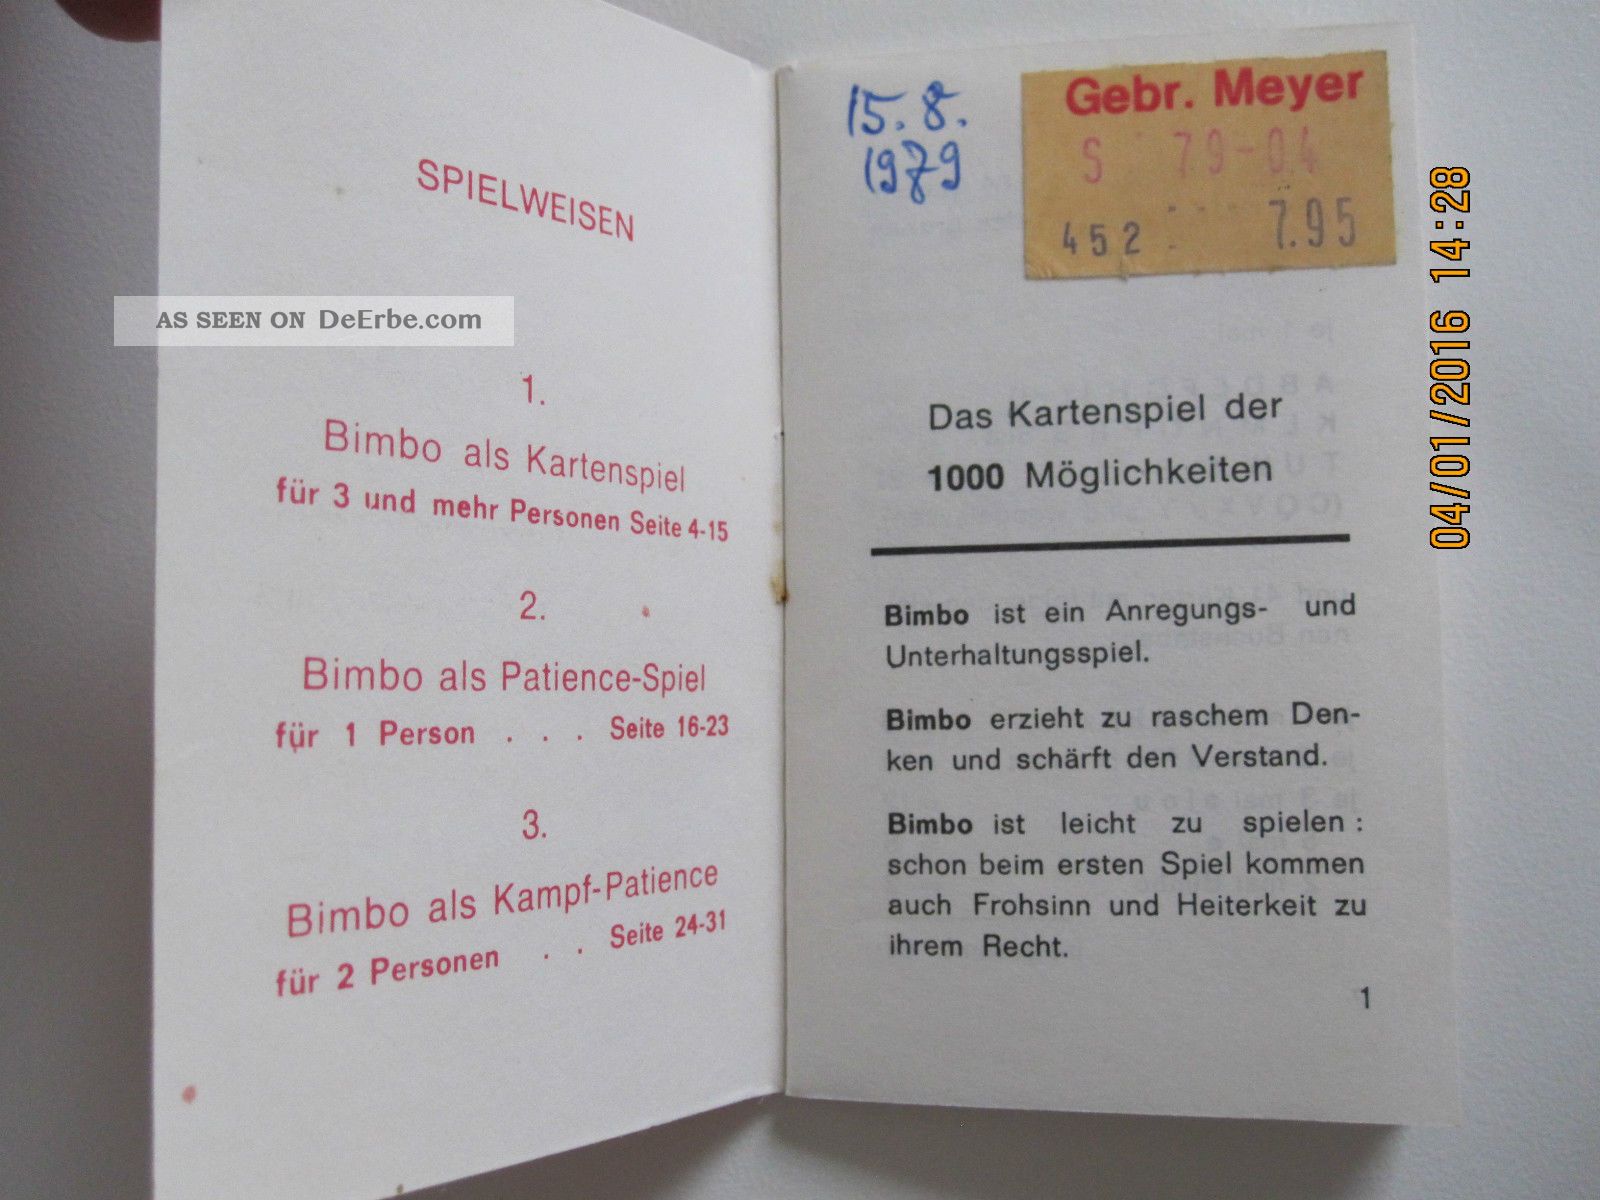 SPIELWEISEN
AS SEEN ON DeErbe.com
1.
Bimbo als Kartenspiel
für 3 und mehr Personen Seite 4-15
2.
Bimbo als Patience-Spiel
für 1 Person . . . Seite 16-23
3.
Bimbo als Kampf-Patience
für 2 Personen . . Seite 24-31
15. 8.
1979
Gebr. Meyer
S 79-04
452 7.95
Das Kartenspiel der
1000 Möglichkeiten
Bimbo ist ein Anregungs- und
Unterhaltungsspiel.
Bimbo erzieht zu raschem Den-
ken und schärft den Verstand.
Bimbo ist leicht zu spielen :
schon beim ersten Spiel kommen
auch Frohsinn und Heiterkeit zu
ihrem Recht.
1
04/01/2016 14:28